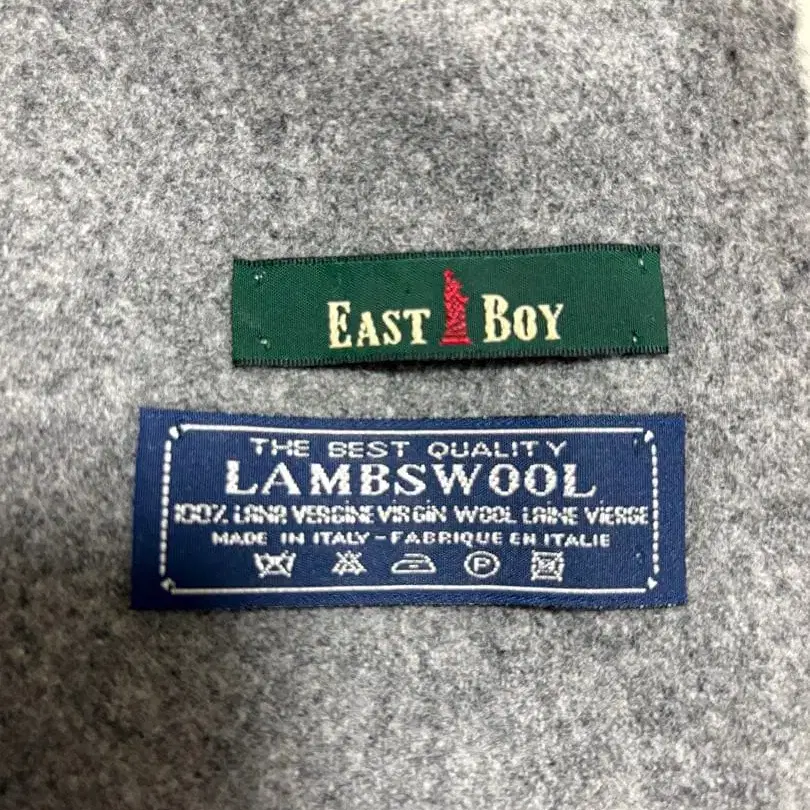 EAST BOY
THE BEST QUALITY
LAMBSWOOL
100% LANA VERGINE VIRGIN WOOL LAINE VIERGE
MADE IN ITALY - FABRIQUE EN ITALIE
P